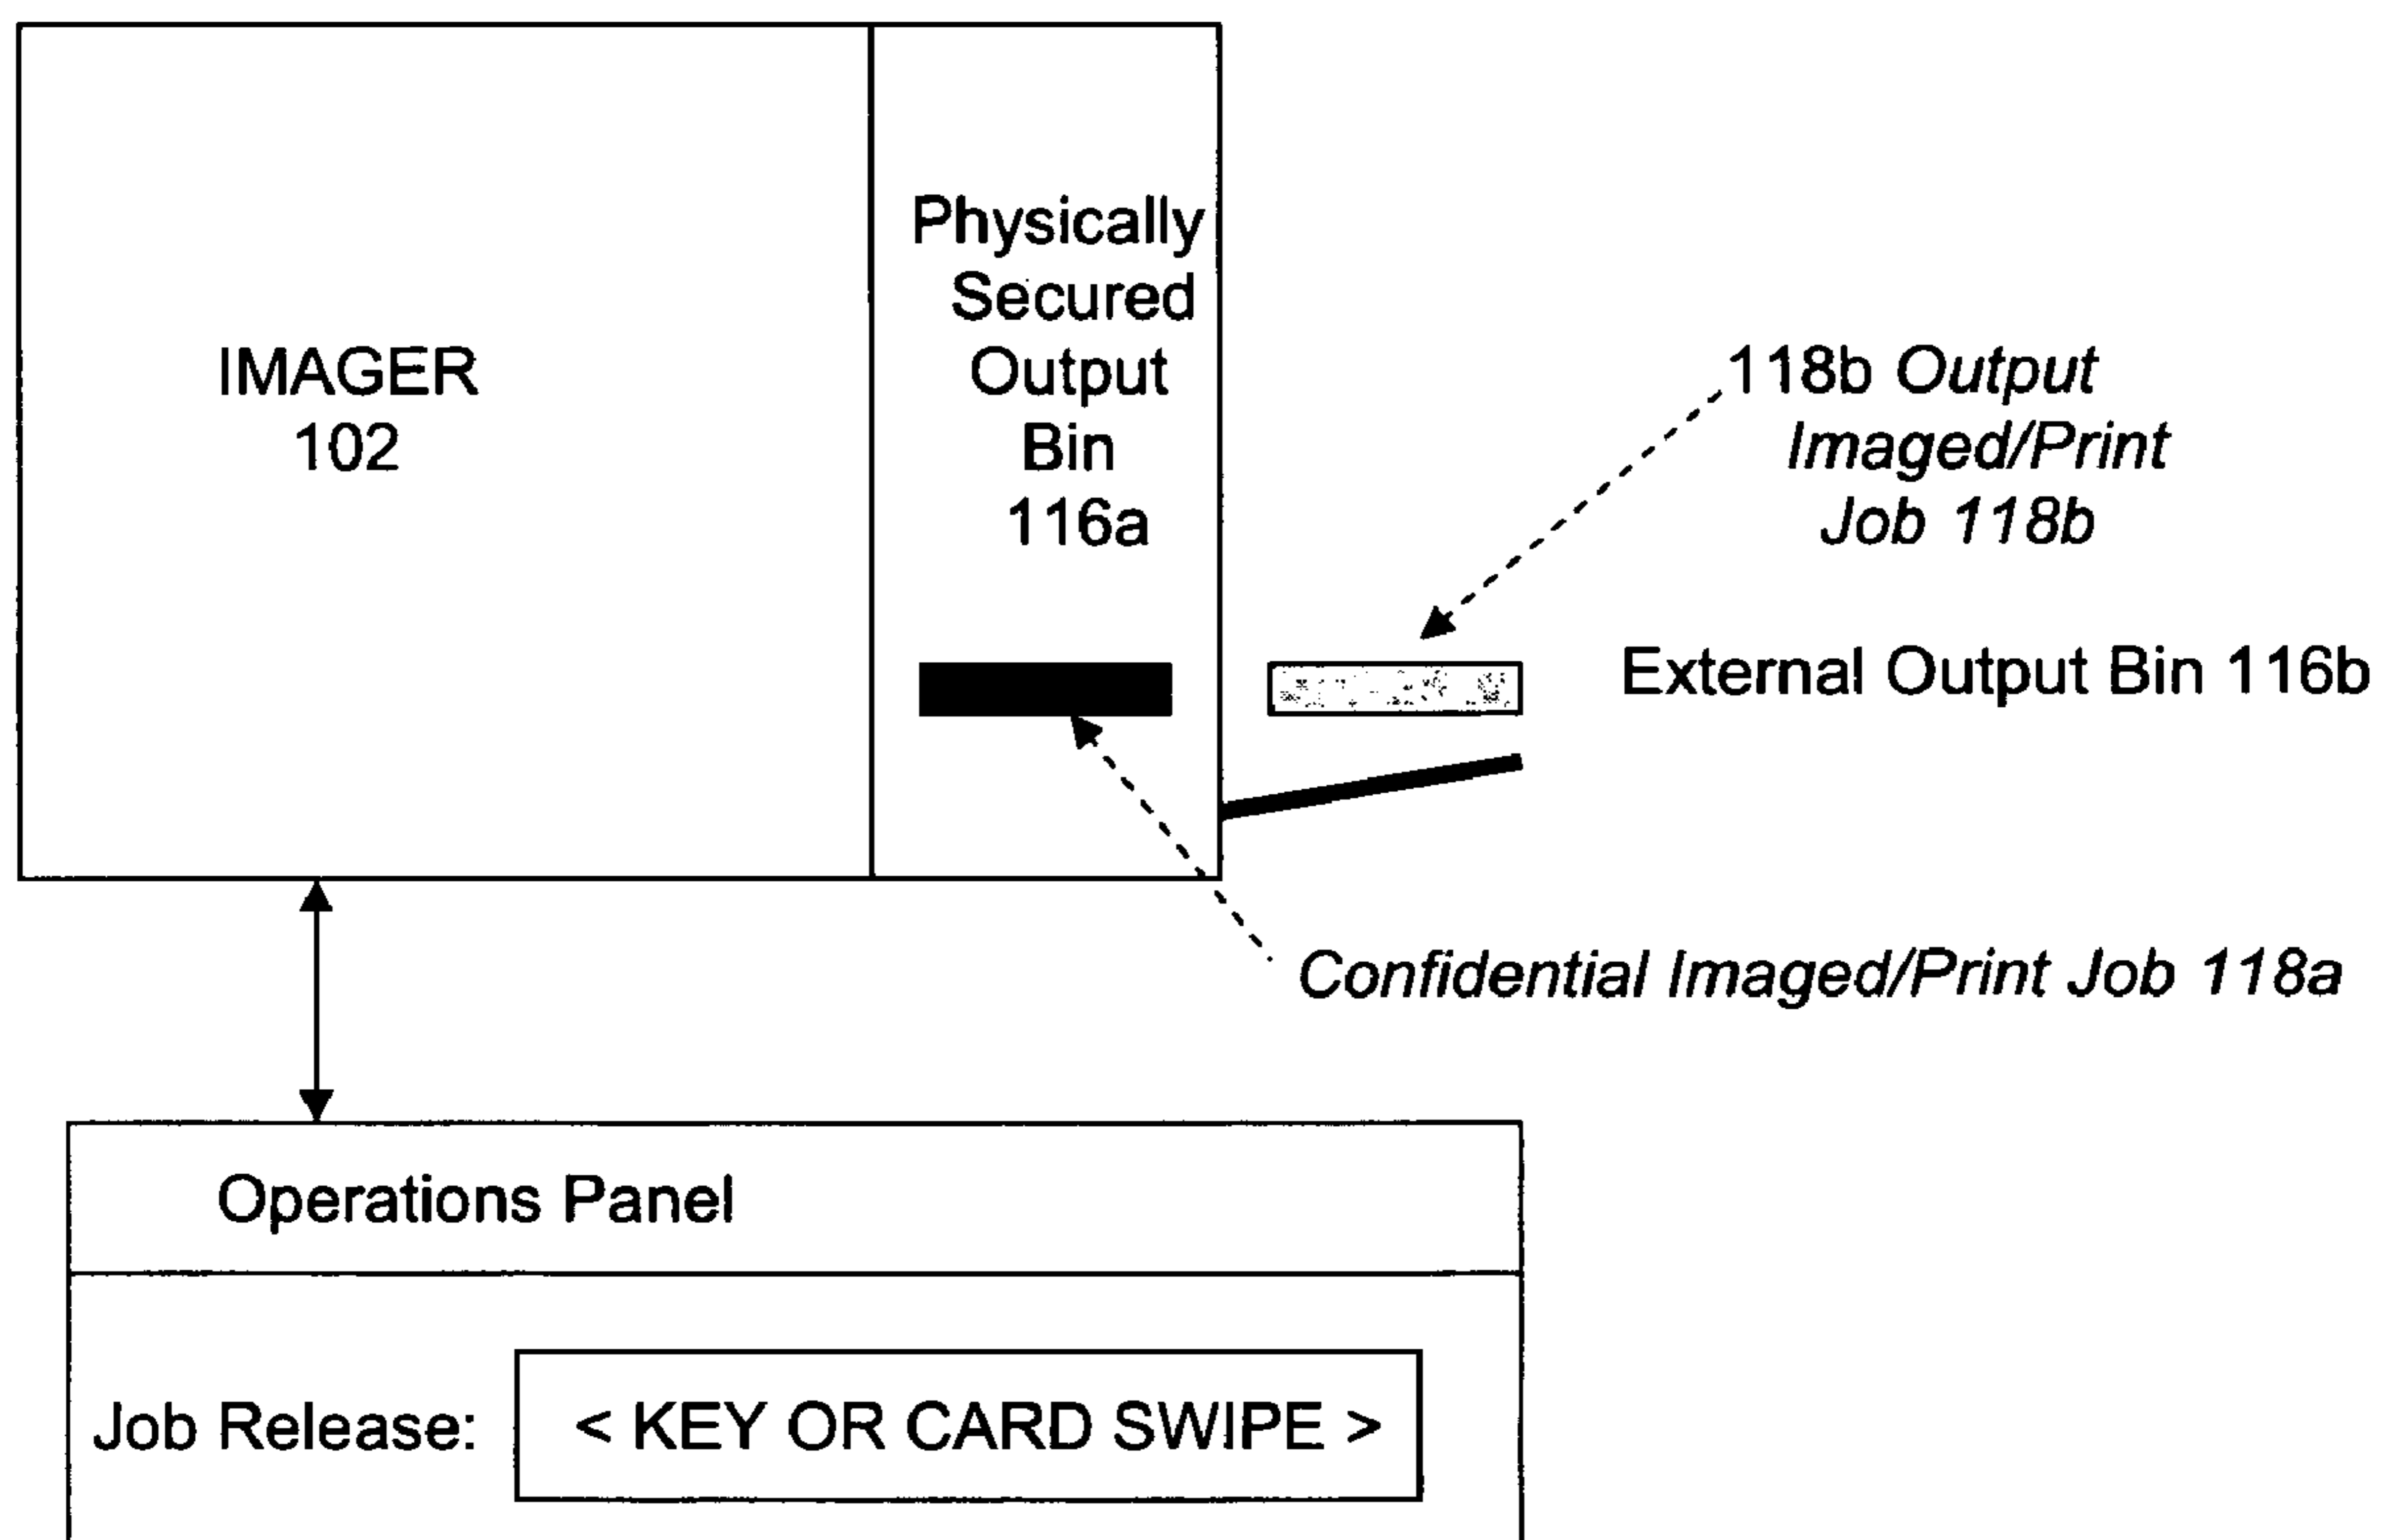 IMAGER
102
Physically
Secured
Output
Bin
116a
118b Output
Imaged/Print
Job 118b
External Output Bin 116b
Confidential Imaged/Print Job 118a
Operations Panel
Job Release:
< KEY OR CARD SWIPE >